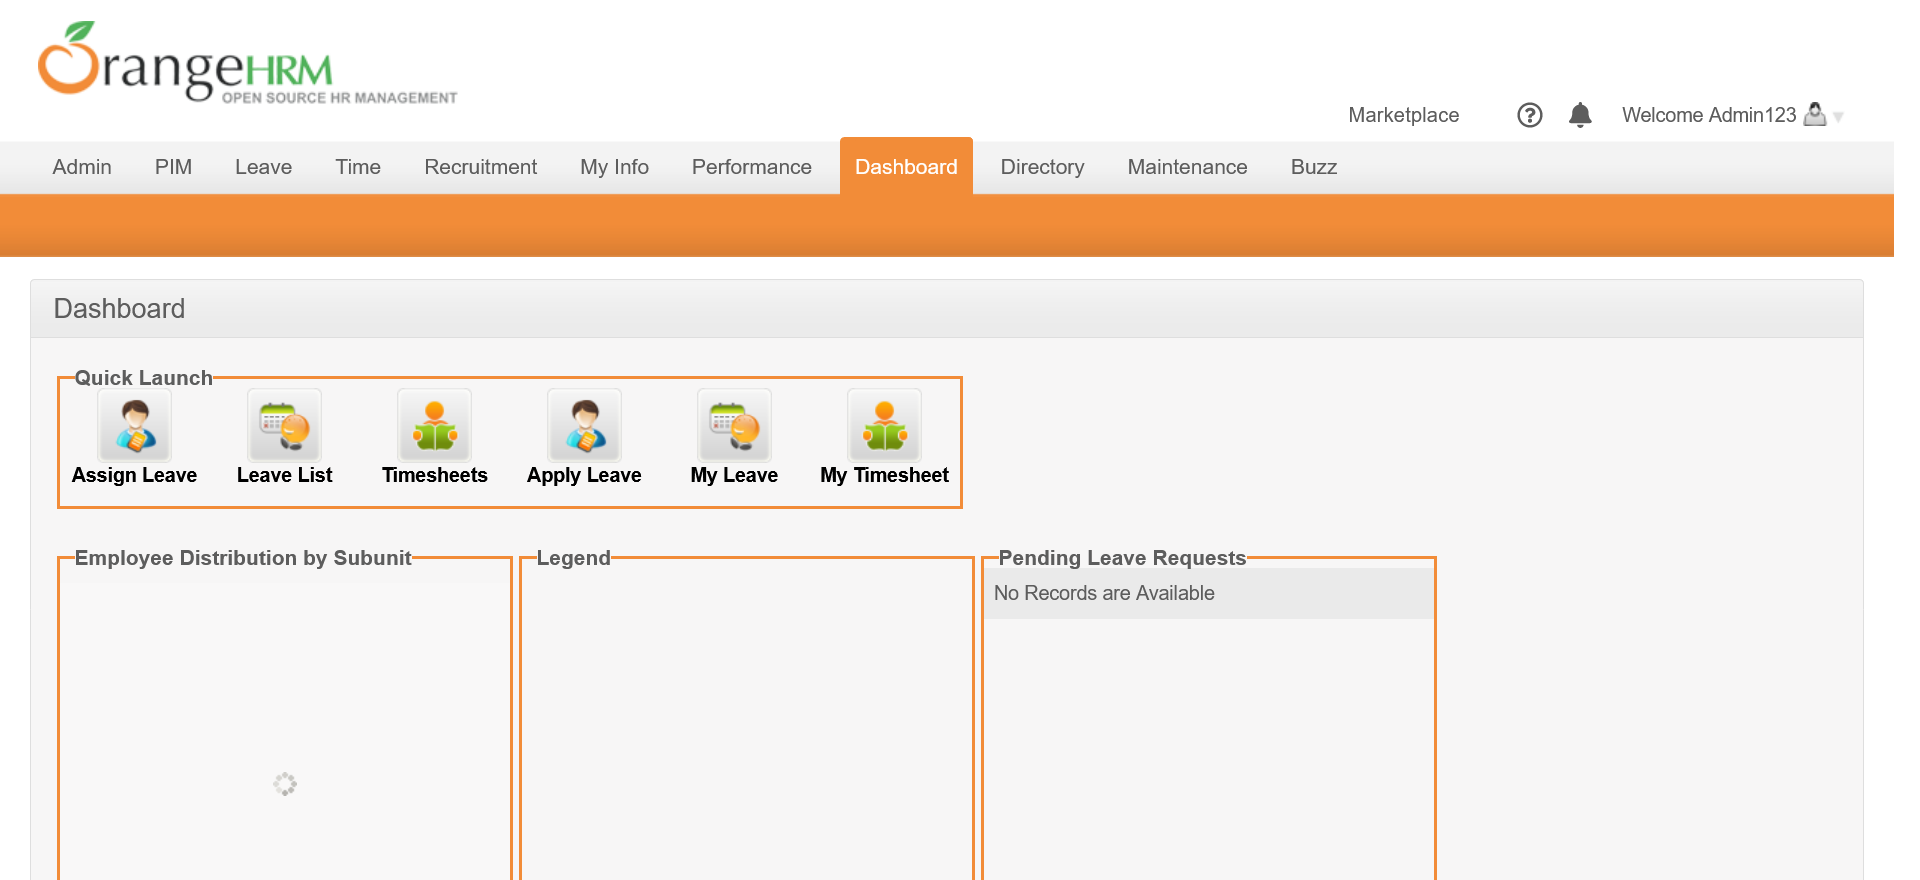 OrangeHRM
OPEN SOURCE HR MANAGEMENT
Marketplace ? Welcome Admin123
Admin PIM Leave Time Recruitment My Info Performance Dashboard Directory Maintenance Buzz
Dashboard
Quick Launch
Assign Leave Leave List Timesheets Apply Leave My Leave My Timesheet
Employee Distribution by Subunit Legend Pending Leave Requests
No Records are Available